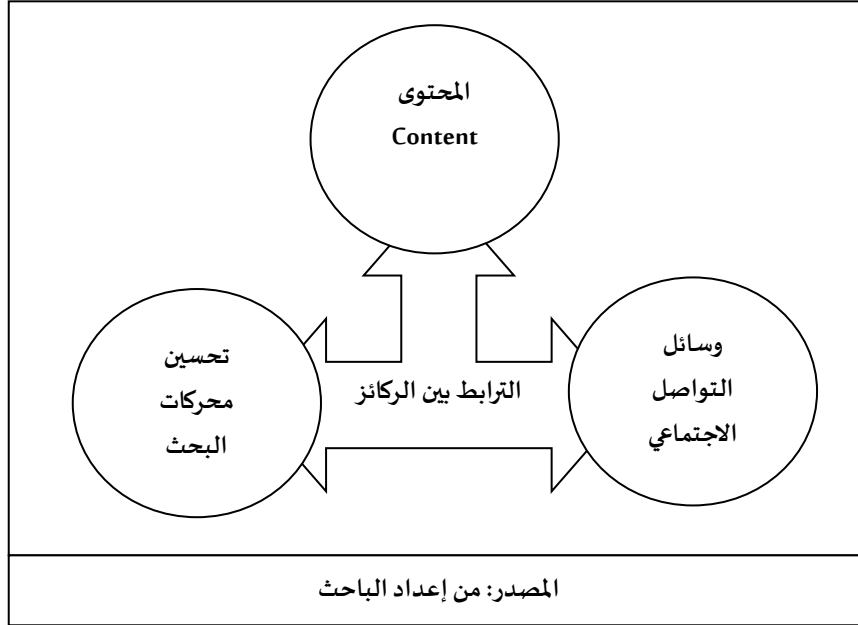 المحتوى
Content
وسائل
التواصل
الاجتماعي
تحسين
محركات
البحث
الترابط بين الركائز
المصدر: من إعداد الباحث